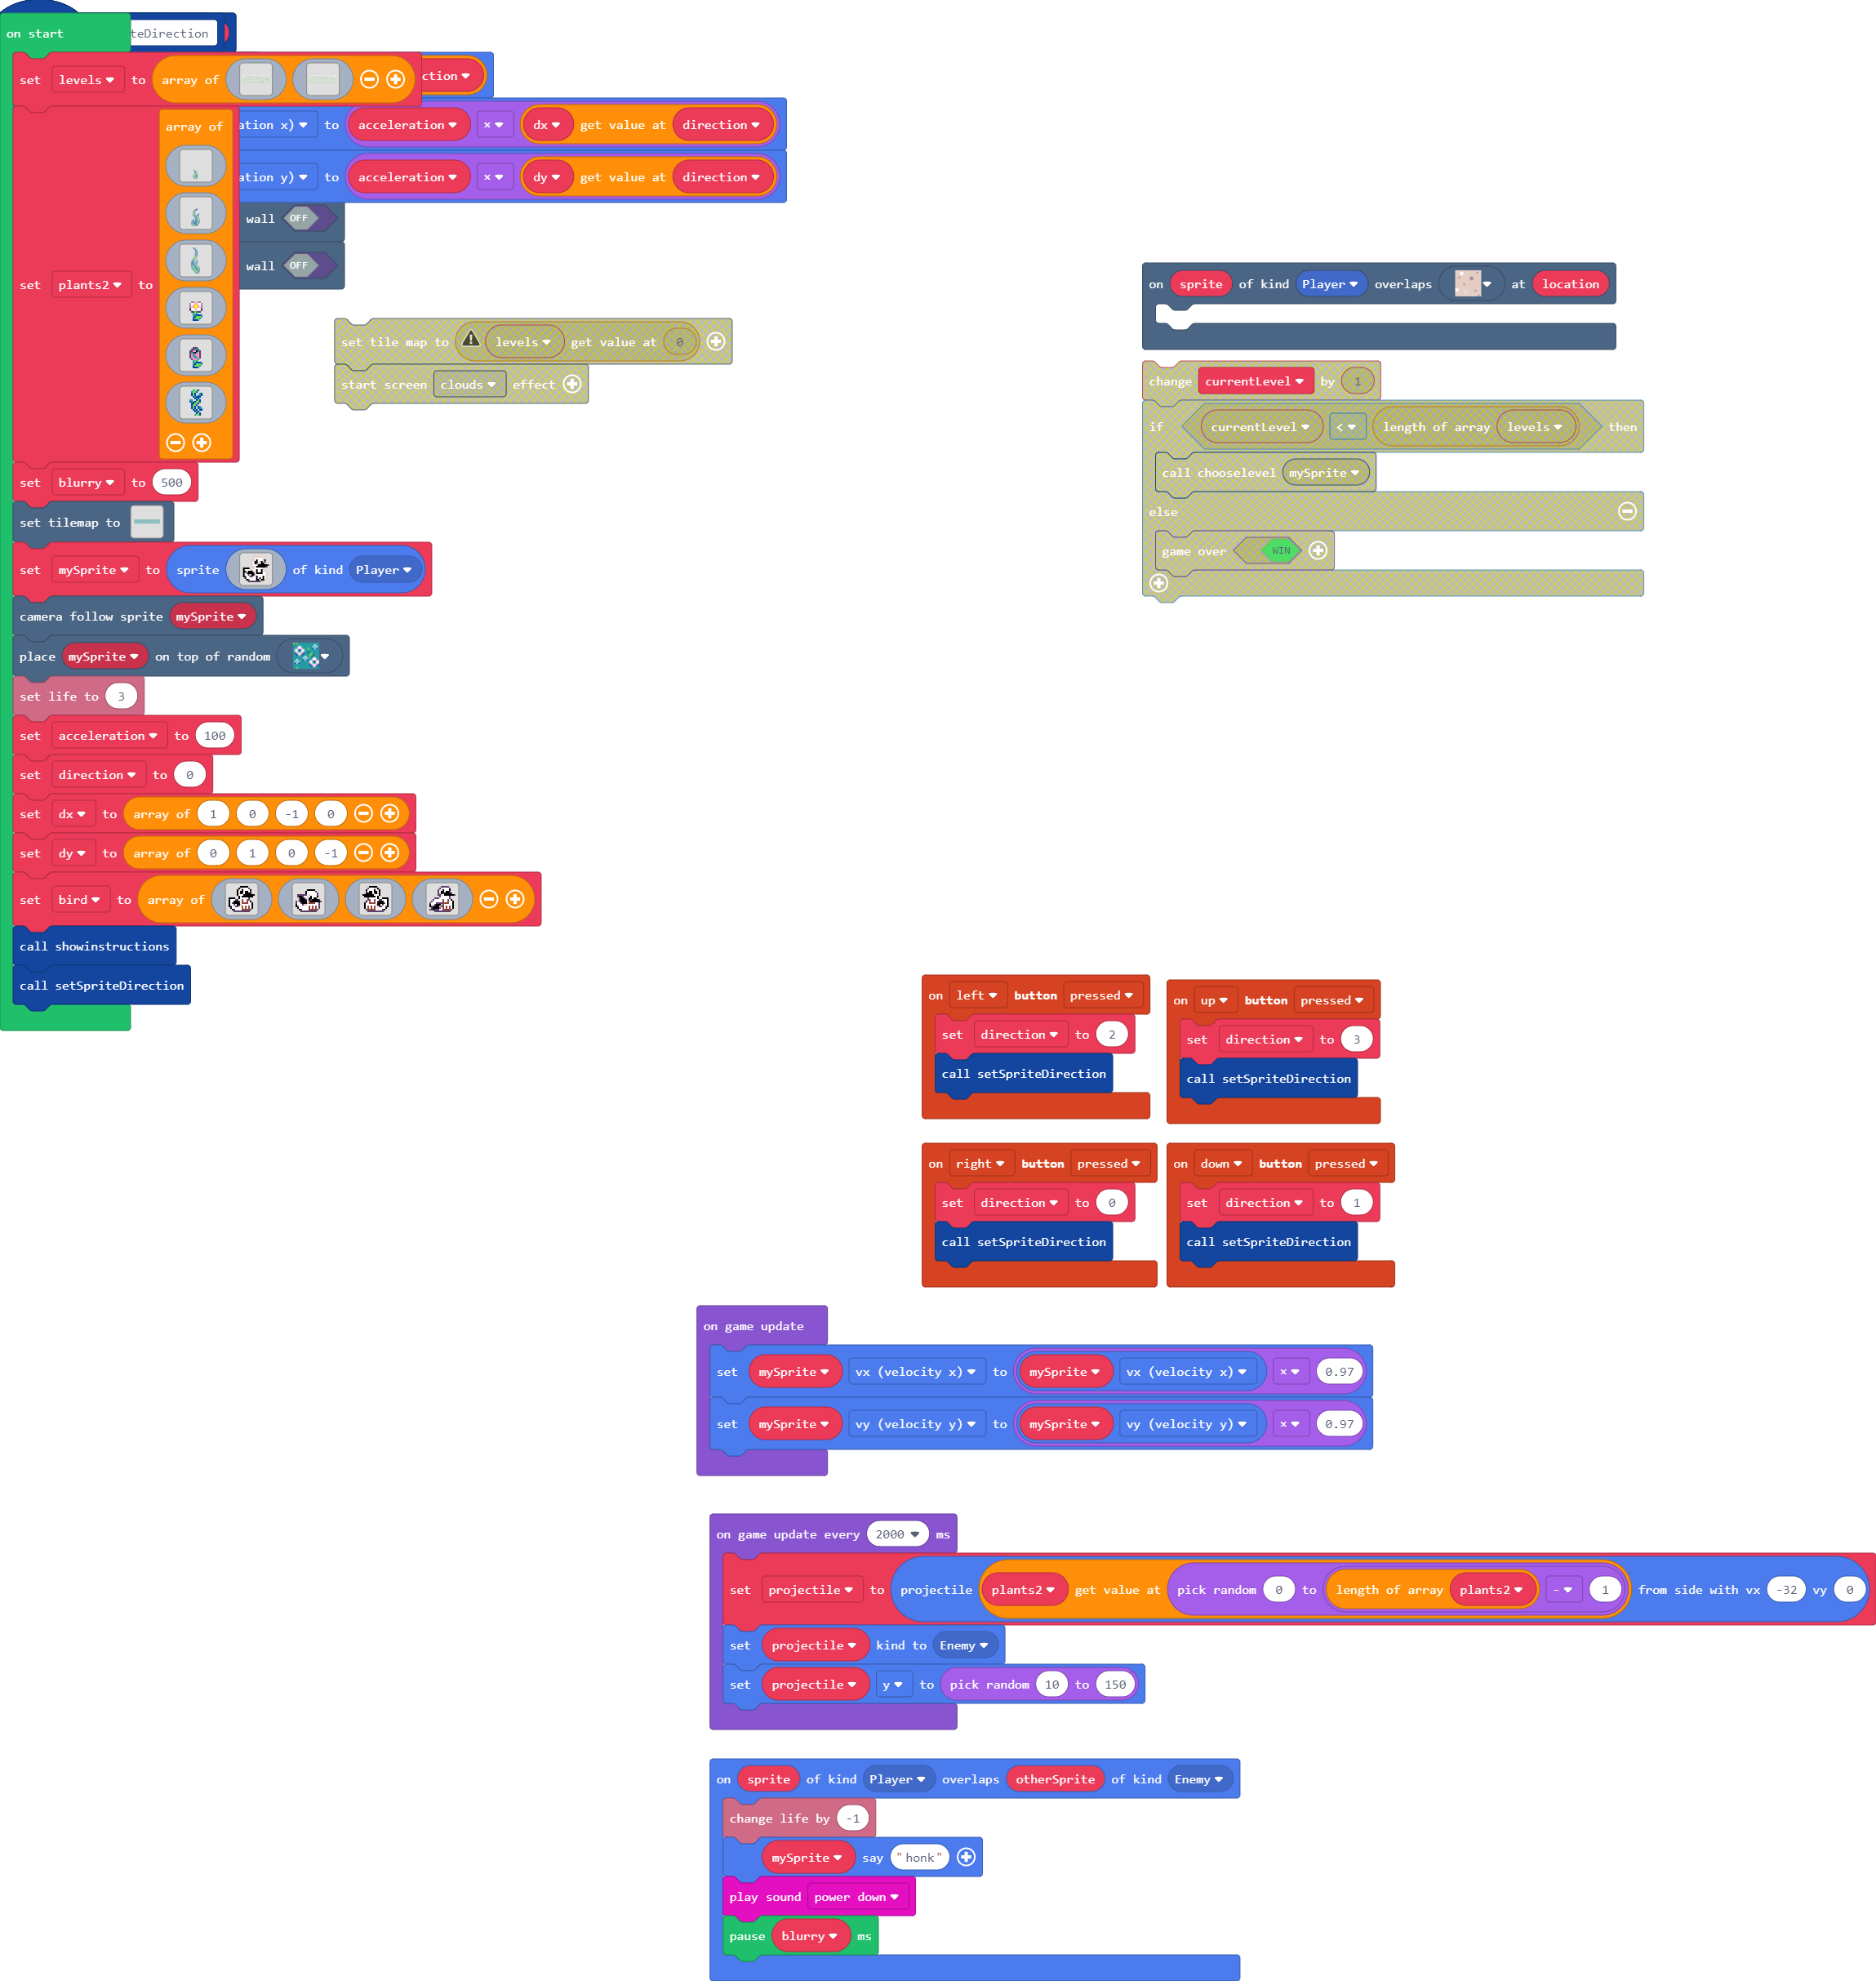 on start
teDirection
set levels to array of
ction
set plants2 to array of
ation x) to acceleration × dx get value at direction
ation y) to acceleration × dy get value at direction
wall OFF
wall OFF
set blurry to 500
set tilemap to
set mySprite to sprite of kind Player
camera follow sprite mySprite
place mySprite on top of random
set life to 3
set acceleration to 100
set direction to 0
set dx to array of 1 0 -1 0
set dy to array of 0 1 0 -1
set bird to array of
call showinstructions
call setSpriteDirection
set tile map to levels get value at 0
start screen clouds effect
on sprite of kind Player overlaps at location
change currentLevel by 1
if currentLevel < length of array levels then
call chooselevel mySprite
else
game over WIN
on left button pressed
set direction to 2
call setSpriteDirection
on up button pressed
set direction to 3
call setSpriteDirection
on right button pressed
set direction to 0
call setSpriteDirection
on down button pressed
set direction to 1
call setSpriteDirection
on game update
set mySprite vx (velocity x) to mySprite vx (velocity x) × 0.97
set mySprite vy (velocity y) to mySprite vy (velocity y) × 0.97
on game update every 2000 ms
set projectile to projectile plants2 get value at pick random 0 to length of array plants2 - 1 from side with vx -32 vy 0
set projectile kind to Enemy
set projectile y to pick random 10 to 150
on sprite of kind Player overlaps otherSprite of kind Enemy
change life by -1
mySprite say "honk"
play sound power down
pause blurry ms